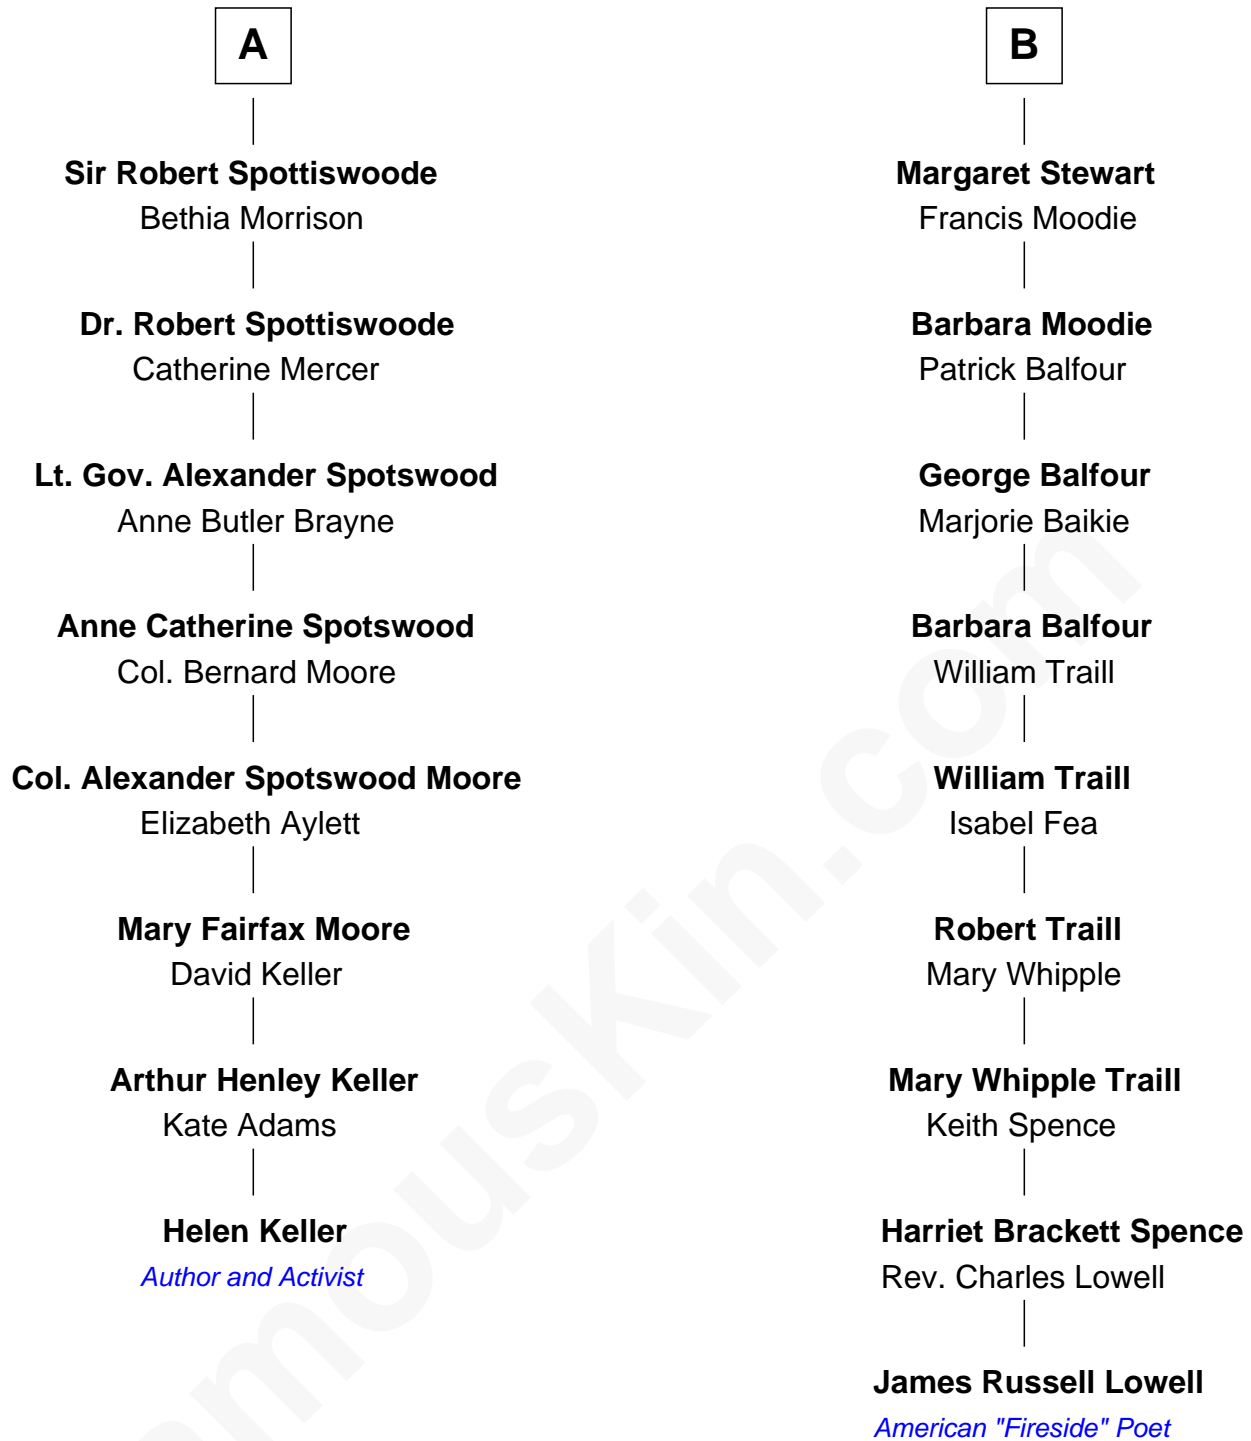 A
Sir Robert Spottiswoode
Bethia Morrison
Dr. Robert Spottiswoode
Catherine Mercer
Lt. Gov. Alexander Spotswood
Anne Butler Brayne
Anne Catherine Spotswood
Col. Bernard Moore
Col. Alexander Spotswood Moore
Elizabeth Aylett
Mary Fairfax Moore
David Keller
Arthur Henley Keller
Kate Adams
Helen Keller
Author and Activist
B
Margaret Stewart
Francis Moodie
Barbara Moodie
Patrick Balfour
George Balfour
Marjorie Baikie
Barbara Balfour
William Traill
William Traill
Isabel Fea
Robert Traill
Mary Whipple
Mary Whipple Traill
Keith Spence
Harriet Brackett Spence
Rev. Charles Lowell
James Russell Lowell
American "Fireside" Poet
amousKin.com